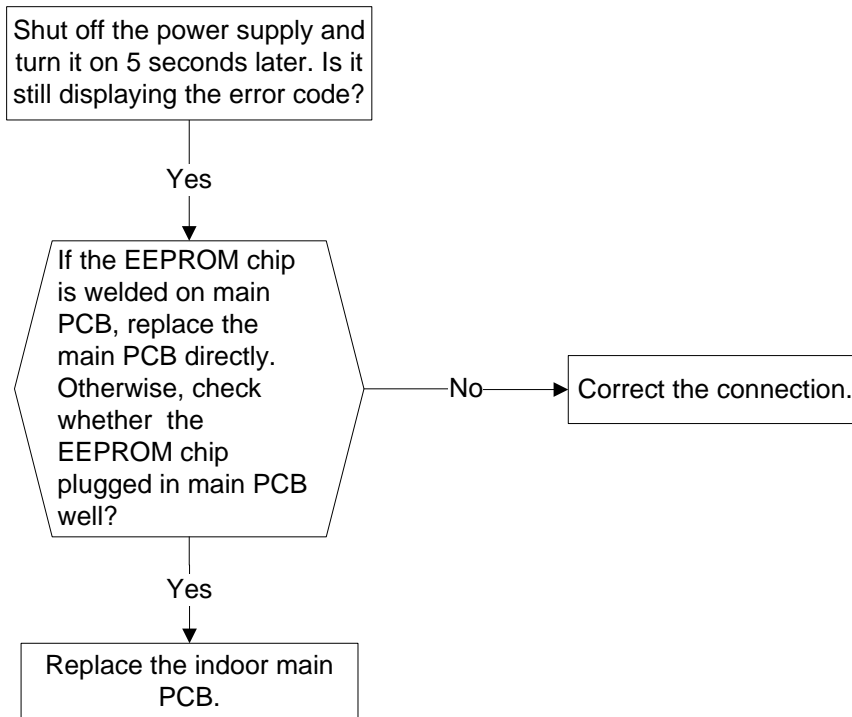 Shut off the power supply and
turn it on 5 seconds later. Is it
still displaying the error code?
Yes
If the EEPROM chip
is welded on main
PCB, replace the
main PCB directly.
Otherwise, check
whether  the
EEPROM chip
plugged in main PCB
well?
No
Correct the connection.
Yes
Replace the indoor main
PCB.